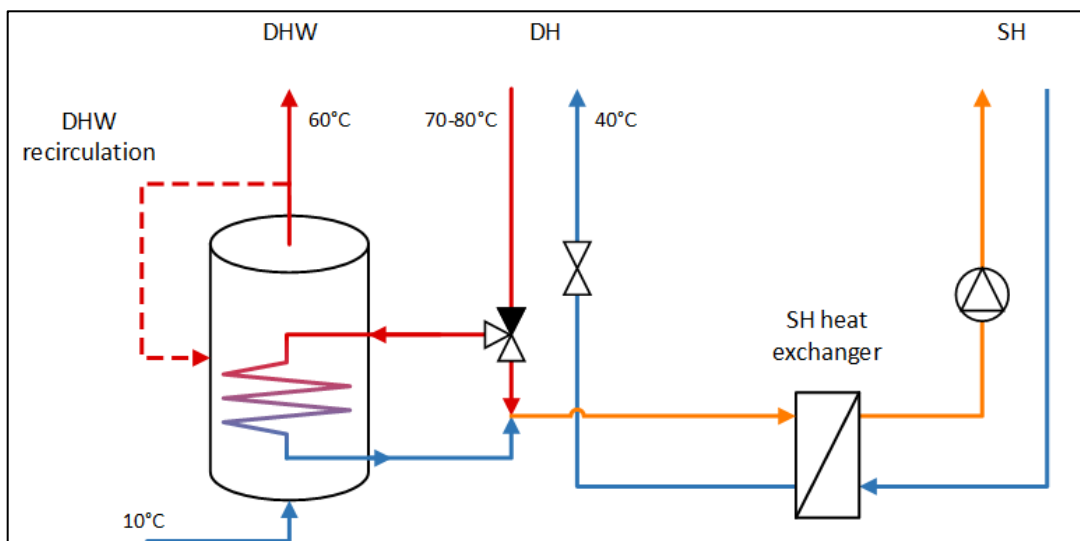 DHW
DH
SH
DHW
recirculation
60°C
70-80°C
40°C
SH heat
exchanger
10°C